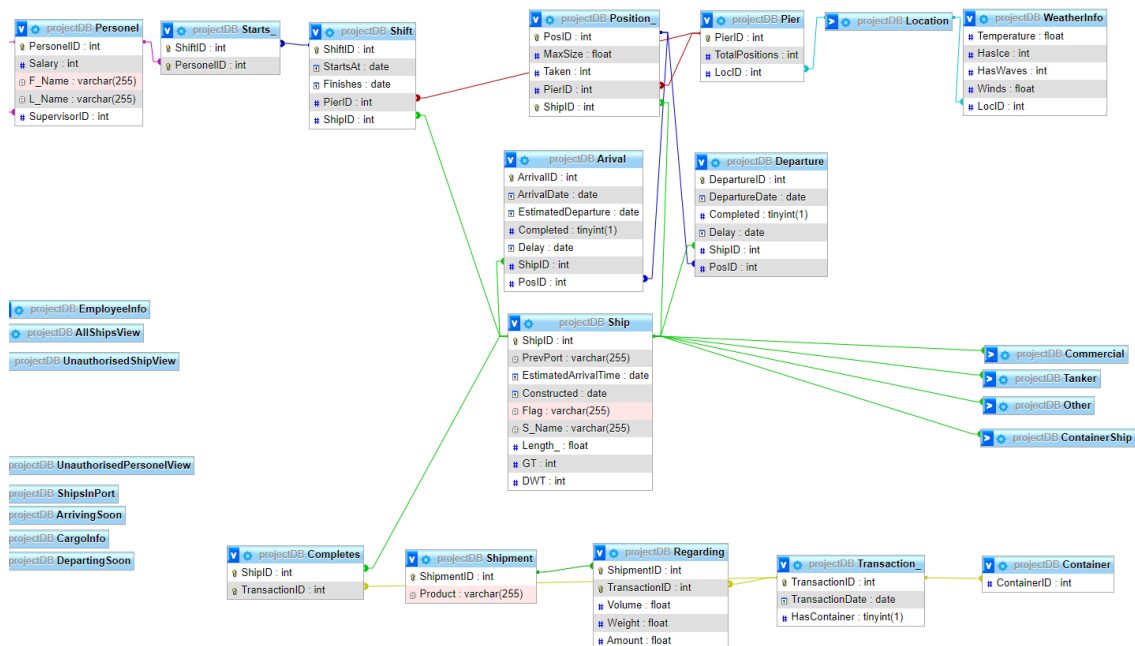 projectDB Personel
PersonelID : int
Salary : int
F_Name : varchar(255)
L_Name : varchar(255)
SupervisorID : int
projectDB Starts_
ShiftID : int
PersonelID : int
projectDB Shift
ShiftID : int
StartsAt : date
Finishes : date
PierID : int
ShipID : int
projectDB Position_
PosID : int
MaxSize : float
Taken : int
PierID : int
ShipID : int
projectDB Pier
PierID : int
TotalPositions : int
LocID : int
projectDB Location
projectDB WeatherInfo
Temperature : float
HasIce : int
HasWaves : int
Winds : float
LocID : int
projectDB Arival
ArrivalID : int
ArrivalDate : date
EstimatedDeparture : date
Completed : tinyint(1)
Delay : date
ShipID : int
PosID : int
projectDB Departure
DepartureID : int
DepartureDate : date
Completed : tinyint(1)
Delay : date
ShipID : int
PosID : int
projectDB EmployeeInfo
projectDB AllShipsView
projectDB UnauthorisedShipView
projectDB Ship
ShipID : int
PrevPort : varchar(255)
EstimatedArrivalTime : date
Constructed : date
Flag : varchar(255)
S_Name : varchar(255)
Length_ : float
GT : int
DWT : int
projectDB Commercial
projectDB Tanker
projectDB Other
projectDB ContainerShip
projectDB UnauthorisedPersonelView
projectDB ShipsInPort
projectDB ArrivingSoon
projectDB CargoInfo
projectDB DepartingSoon
projectDB Completes
ShipID : int
TransactionID : int
projectDB Shipment
ShipmentID : int
Product : varchar(255)
projectDB Regarding
ShipmentID : int
TransactionID : int
Volume : float
Weight : float
Amount : float
projectDB Transaction_
TransactionID : int
TransactionDate : date
HasContainer : tinyint(1)
projectDB Container
ContainerID : int